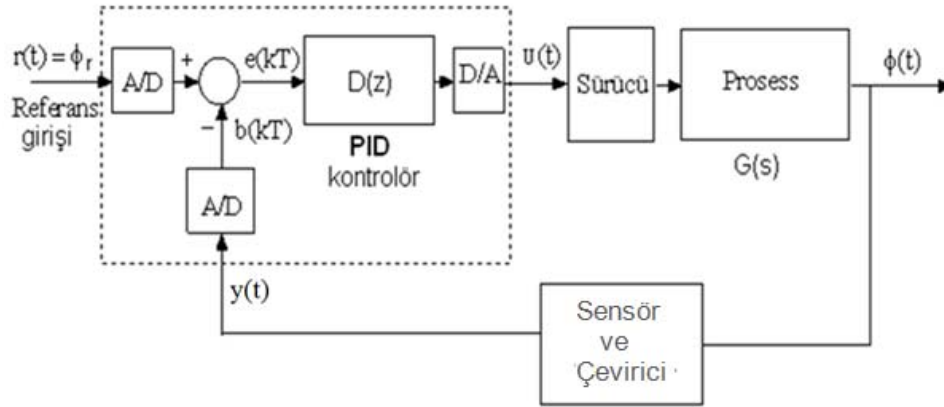 r(t) = ϕr
Referans
girişi
A/D
+
−
e(kT)
b(kT)
D(z)
PID
kontrolör
D/A
U(t)
Sürücü
Prosess
G(s)
ϕ(t)
A/D
y(t)
Sensör
ve
Çevirici